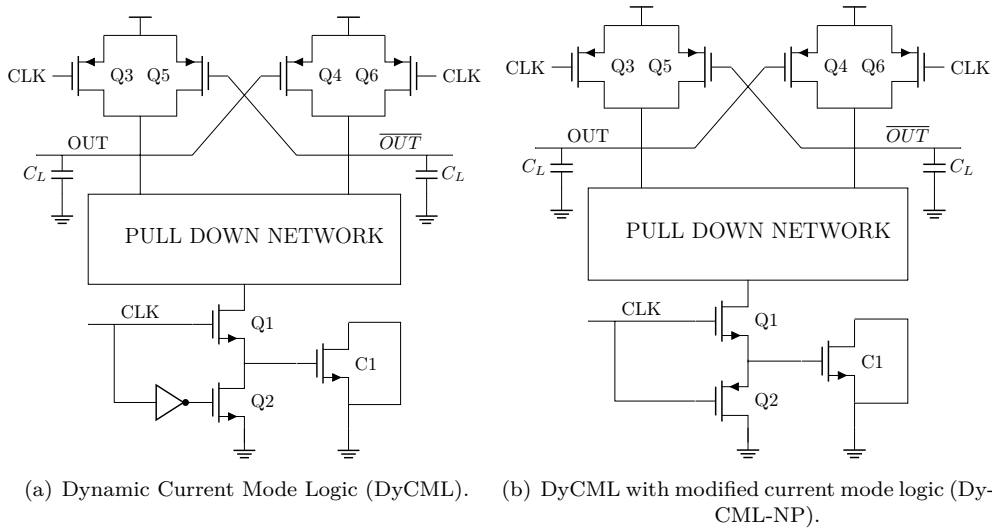 CLK Q3 Q5 Q4 Q6 CLK
OUT $\overline{OUT}$
C_L C_L
PULL DOWN NETWORK
CLK
Q1
C1
Q2
(a) Dynamic Current Mode Logic (DyCML).
CLK Q3 Q5 Q4 Q6 CLK
OUT $\overline{OUT}$
C_L C_L
PULL DOWN NETWORK
CLK
Q1
C1
Q2
(b) DyCML with modified current mode logic (Dy-
CML-NP).